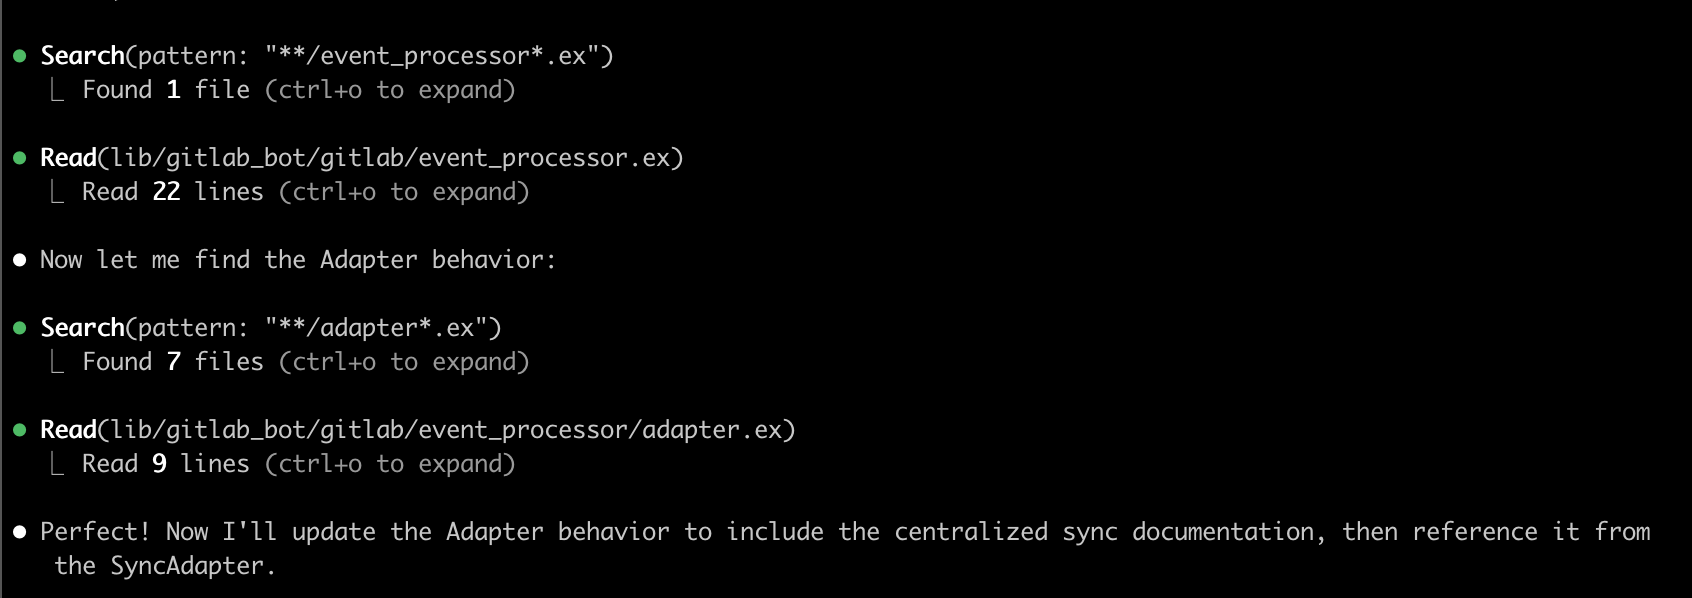 ● Search(pattern: "**/event_processor*.ex")
⎿ Found 1 file (ctrl+o to expand)
● Read(lib/gitlab_bot/gitlab/event_processor.ex)
⎿ Read 22 lines (ctrl+o to expand)
● Now let me find the Adapter behavior:
● Search(pattern: "**/adapter*.ex")
⎿ Found 7 files (ctrl+o to expand)
● Read(lib/gitlab_bot/gitlab/event_processor/adapter.ex)
⎿ Read 9 lines (ctrl+o to expand)
● Perfect! Now I'll update the Adapter behavior to include the centralized sync documentation, then reference it from
the SyncAdapter.